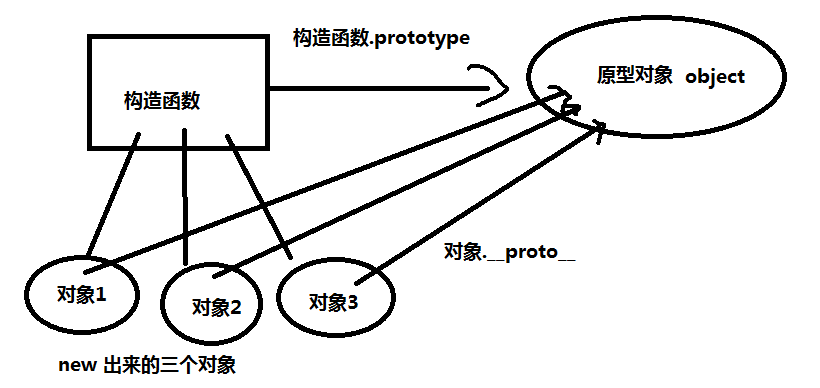 构造函数.prototype
原型对象 object
构造函数
对象.__proto__
对象1
对象2
对象3
new 出来的三个对象